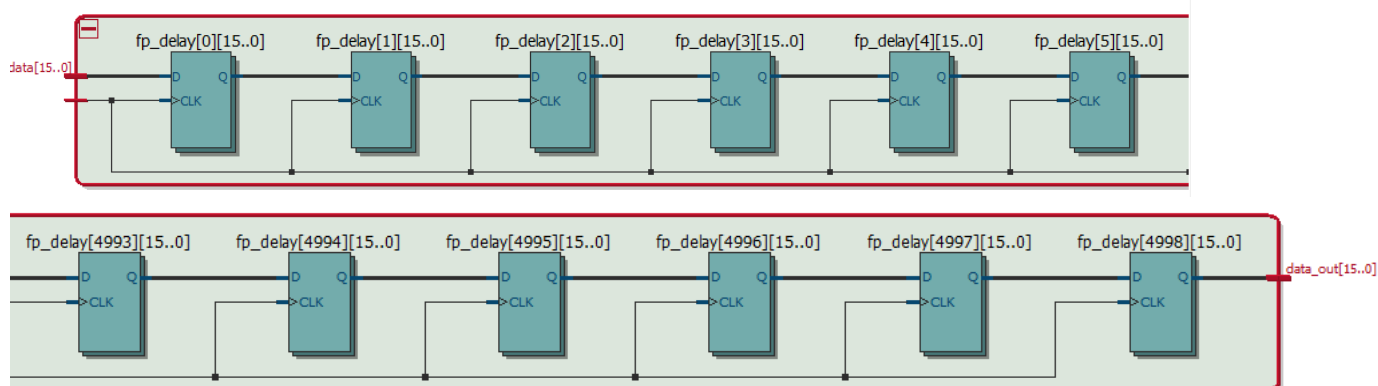 fp_delay[0][15..0] fp_delay[1][15..0] fp_delay[2][15..0] fp_delay[3][15..0] fp_delay[4][15..0] fp_delay[5][15..0]
data[15..0]
D Q D Q D Q D Q D Q D Q
CLK CLK CLK CLK CLK CLK
fp_delay[4993][15..0] fp_delay[4994][15..0] fp_delay[4995][15..0] fp_delay[4996][15..0] fp_delay[4997][15..0] fp_delay[4998][15..0]
D Q D Q D Q D Q D Q D Q
data_out[15..0]
CLK CLK CLK CLK CLK CLK